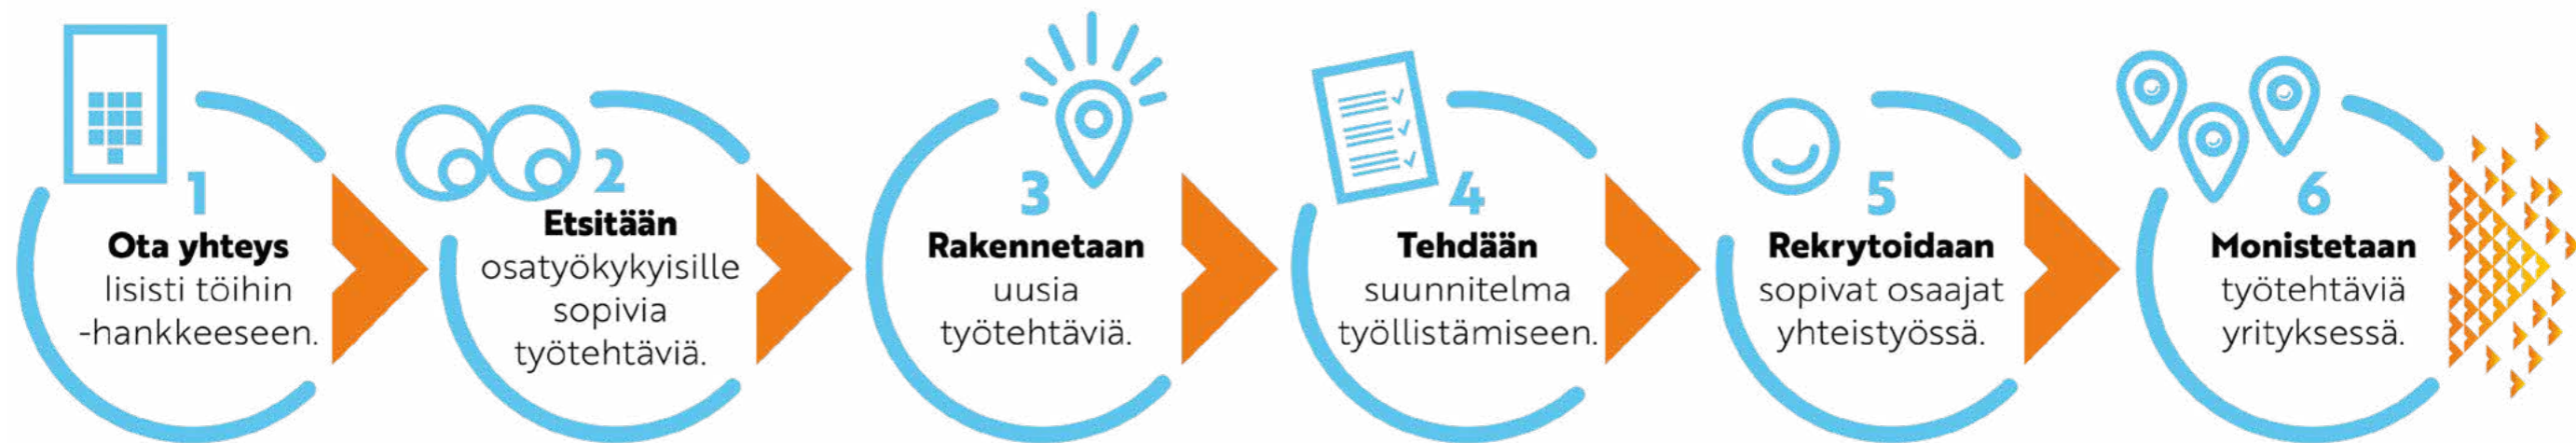 1
Ota yhteys
lisisti töihin
-hankkeeseen.
2
Etsitään
osatyökykyisille
sopivia
työtehtäviä.
3
Rakennetaan
uusia
työtehtäviä.
4
Tehdään
suunnitelma
työllistämiseen.
5
Rekrytoidaan
sopivat osaajat
yhteistyössä.
6
Monistetaan
työtehtäviä
yrityksessä.